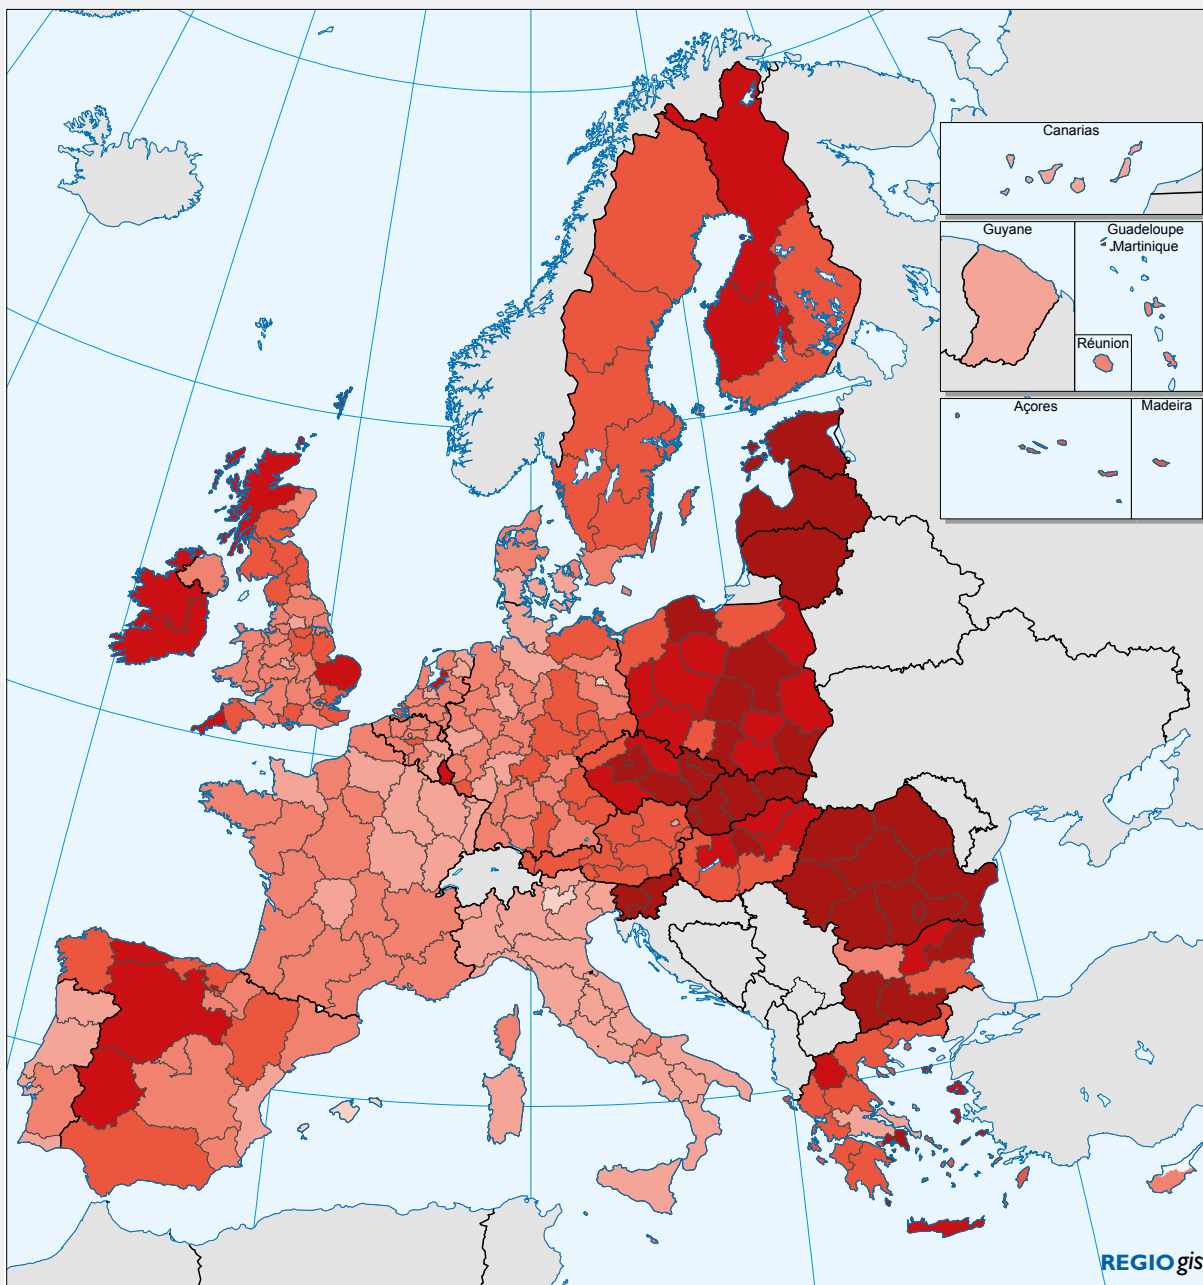 Canarias
Guyane
Guadeloupe
Martinique
Réunion
Açores
Madeira
REGIOgis